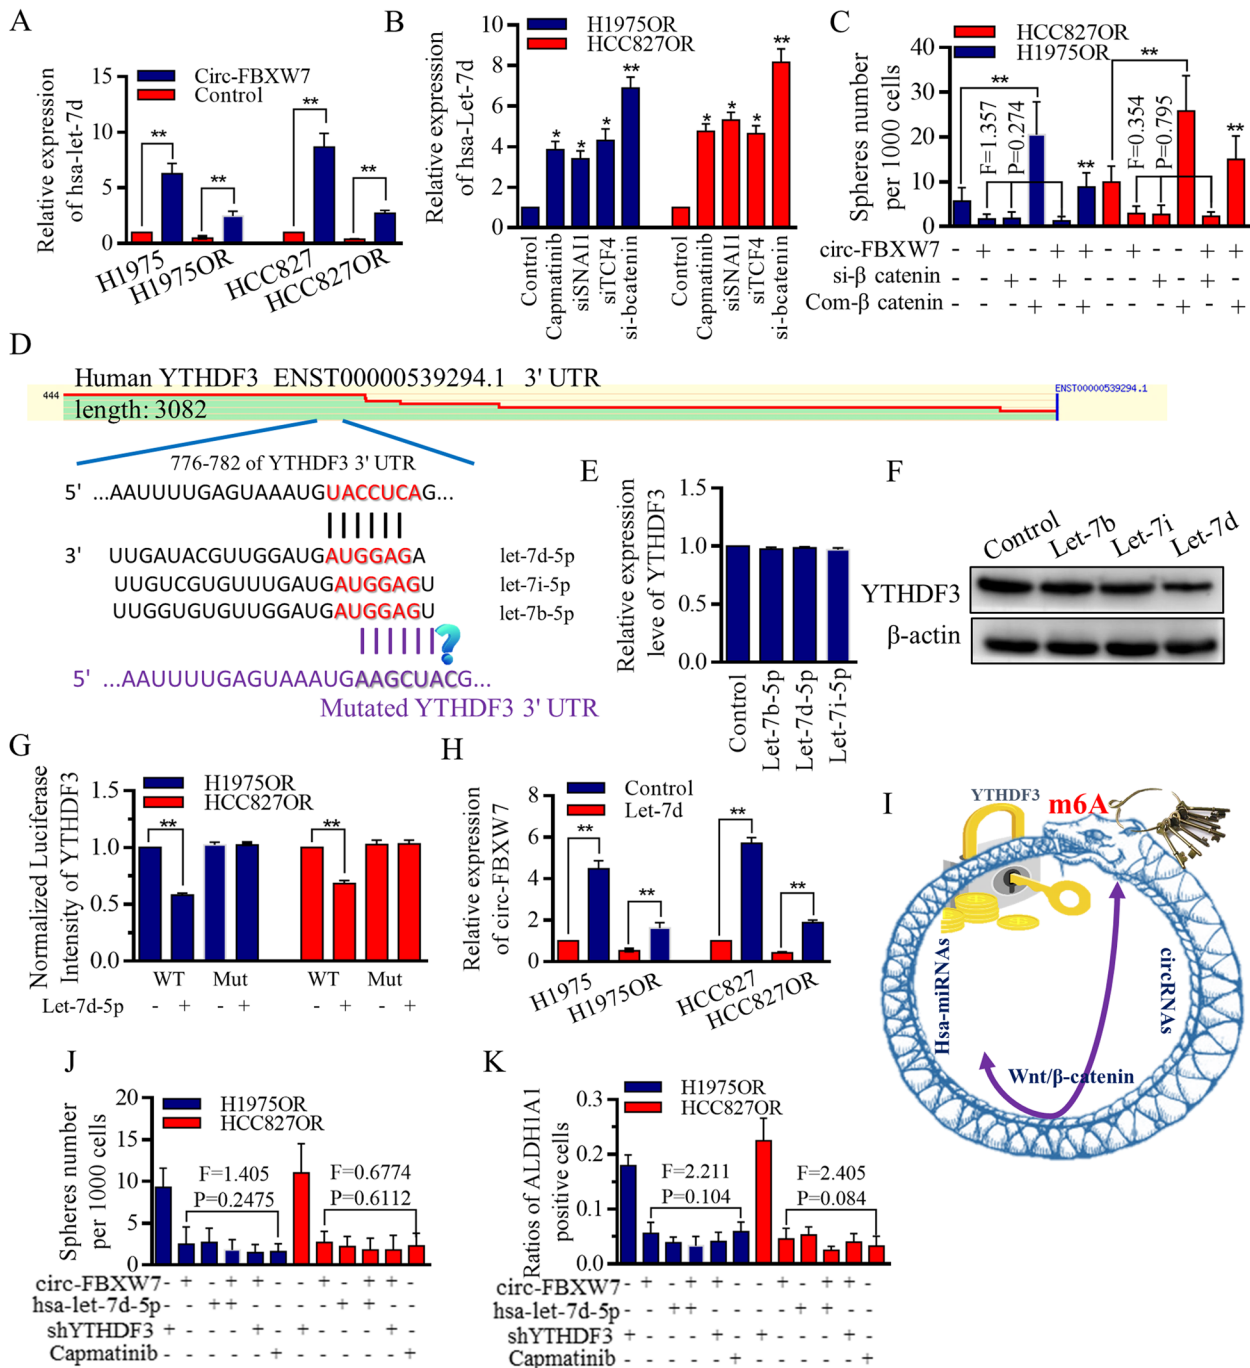 A
Relative expression
of hsa-let-7d
Circ-FBXW7
Control
15
10
5
0
**
**
**
**
H1975
H1975OR
HCC827
HCC827OR
B
Relative expression
of hsa-Let-7d
H1975OR
HCC827OR
10
8
6
4
2
0
*
*
*
**
*
*
*
**
Control
Capmatinib
siSNAI1
siTCF4
si-bcatenin
Control
Capmatinib
siSNAI1
siTCF4
si-bcatenin
C
Spheres number
per 1000 cells
HCC827OR
H1975OR
40
30
20
10
0
**
F=1.357
P=0.274
**
**
F=0.354
P=0.795
**
circ-FBXW7 - + - - + + - + - - + +
si-β catenin - - + - + - - - + - + -
Com-β catenin - - - + - + - - - + - +
D
Human YTHDF3 ENST00000539294.1 3' UTR
ENST00000539294.1
444
length: 3082
776-782 of YTHDF3 3' UTR
5' ...AAUUUUGAGUAAAUGUACCUCAG...
3' UUGAUACGUUGGAUGAUGGAGA let-7d-5p
UUGUCGUGUUUGAUGAUGGAGU let-7i-5p
UUGGUGUGUUGGAUGAUGGAGU let-7b-5p
?
5' ...AAUUUUGAGUAAAUGAAGCUACG...
Mutated YTHDF3 3' UTR
E
Relative expression
leve of YTHDF3
1.5
1.0
0.5
0.0
Control
Let-7b-5p
Let-7d-5p
Let-7i-5p
F
Control
Let-7b
Let-7i
Let-7d
YTHDF3
β-actin
G
Normalized Luciferase
Intensity of YTHDF3
H1975OR
HCC827OR
1.5
1.0
0.5
0.0
**
**
WT Mut WT Mut
Let-7d-5p - + - + - + - +
H
Relative expression
of circ-FBXW7
Control
Let-7d
8
6
4
2
0
**
**
**
**
H1975
H1975OR
HCC827
HCC827OR
I
YTHDF3
m6A
Hsa-miRNAs
circRNAs
Wnt/β-catenin
J
Spheres number
per 1000 cells
H1975OR
HCC827OR
20
15
10
5
0
F=1.405
P=0.2475
F=0.6774
P=0.6112
circ-FBXW7 - + - + + - - + - + + -
hsa-let-7d-5p - - + + - - - - + + - -
shYTHDF3 + - - - + - + - - - + -
Capmatinib - - - - - + - - - - - +
K
Ratios of ALDH1A1
positive cells
H1975OR
HCC827OR
0.3
0.2
0.1
0.0
F=2.211
P=0.104
F=2.405
P=0.084
circ-FBXW7 - + - + + - - + - + + -
hsa-let-7d-5p - - + + - - - - + + - -
shYTHDF3 + - - - + - + - - - + -
Capmatinib - - - - - + - - - - - +